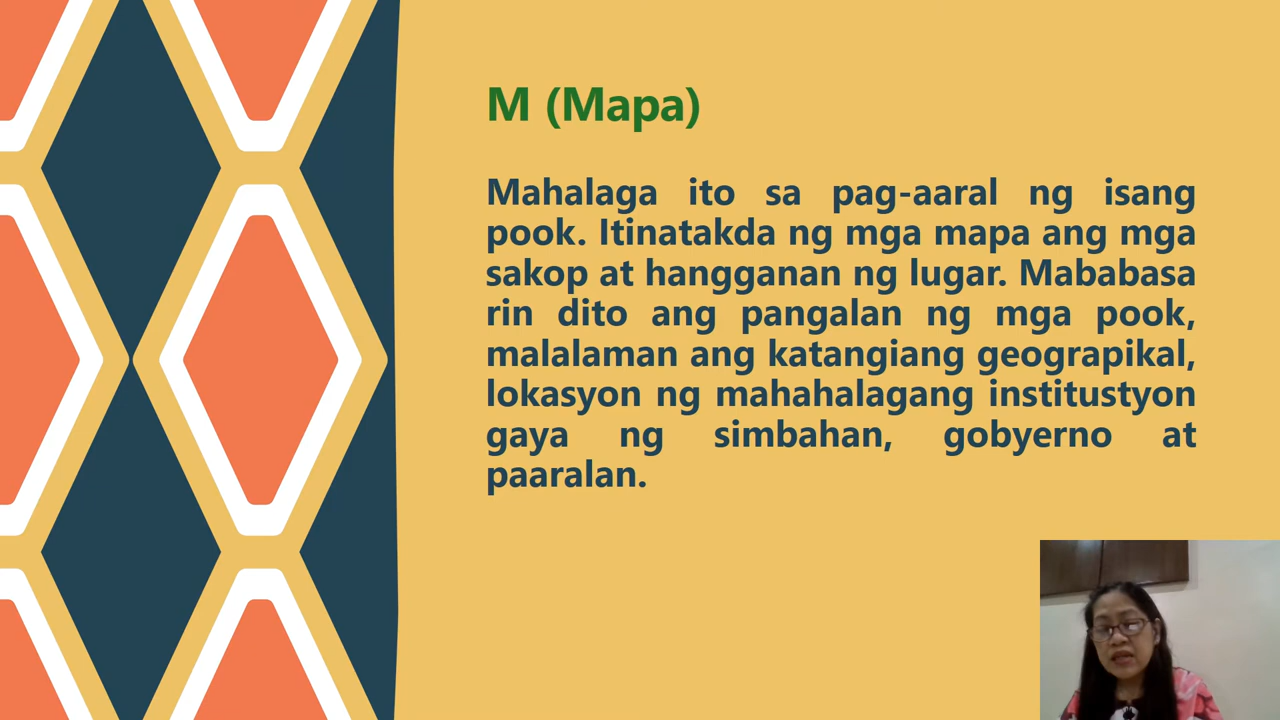 M (Mapa)
Mahalaga ito sa pag-aaral ng isang
pook. Itinatakda ng mga mapa ang mga
sakop at hangganan ng lugar. Mababasa
rin dito ang pangalan ng mga pook,
malalaman ang katangiang geograpikal,
lokasyon ng mahahalagang institustyon
gaya ng simbahan, gobyerno at
paaralan.